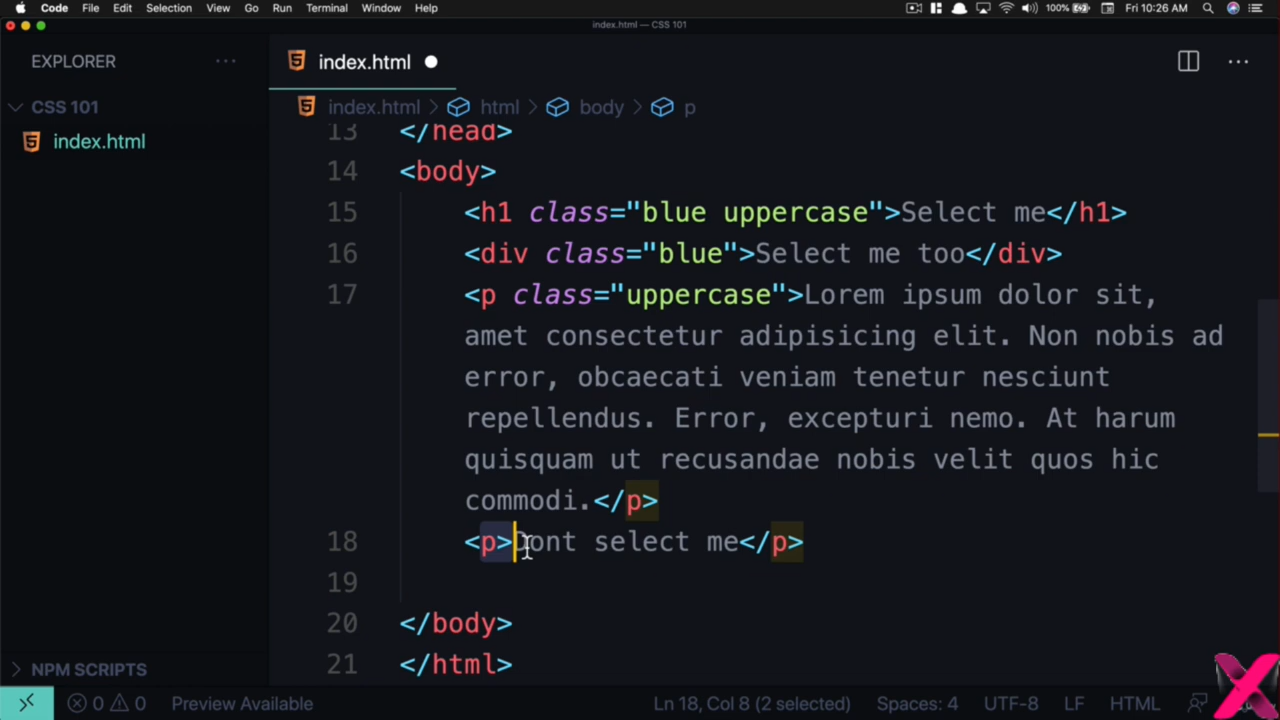 Code File Edit Selection View Go Run Terminal Window Help 100% Fri 10:26 AM
index.html — CSS 101
EXPLORER
index.html
CSS 101
index.html > html > body > p
index.html
13 </head>
14 <body>
15 <h1 class="blue uppercase">Select me</h1>
16 <div class="blue">Select me too</div>
17 <p class="uppercase">Lorem ipsum dolor sit,
amet consectetur adipisicing elit. Non nobis ad
error, obcaecati veniam tenetur nesciunt
repellendus. Error, excepturi nemo. At harum
quisquam ut recusandae nobis velit quos hic
commodi.</p>
18 <p>Dont select me</p>
19
20 </body>
21 </html>
NPM SCRIPTS
0 0 Preview Available Ln 18, Col 8 (2 selected) Spaces: 4 UTF-8 LF HTML